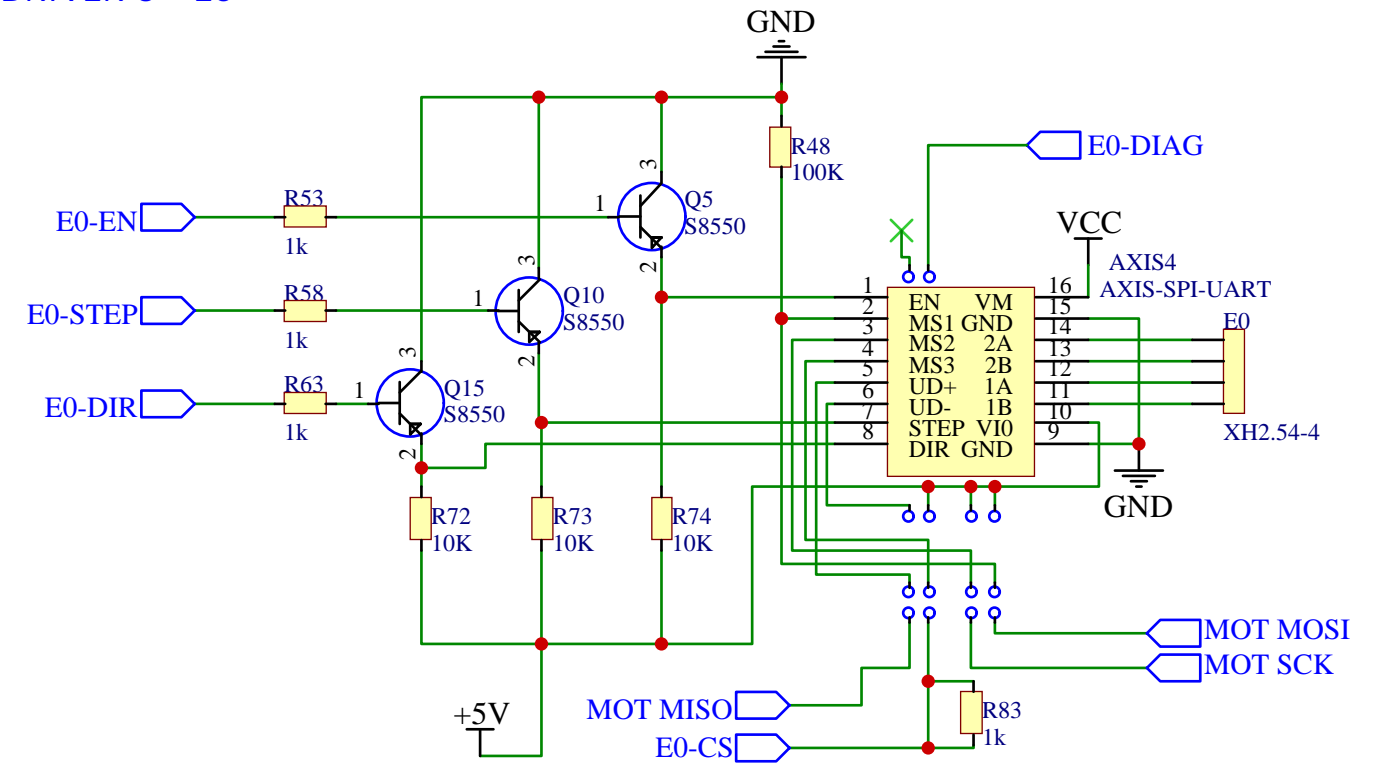 GND
R48
100K
E0-DIAG
3
R53
1
Q5
S8550
E0-EN
1k
2
VCC
AXIS4
AXIS-SPI-UART
3
R58
1
Q10
S8550
E0-STEP
1k
2
1 EN VM 16
2 MS1 GND 15
3 MS2 2A 14
4 MS3 2B 13
5 UD+ 1A 12
6 UD- 1B 11
7 STEP VI0 10
8 DIR GND 9
E0
XH2.54-4
3
R63
1
Q15
S8550
E0-DIR
1k
2
GND
R72
10K
R73
10K
R74
10K
MOT MOSI
MOT SCK
MOT MISO
R83
1k
+5V
E0-CS